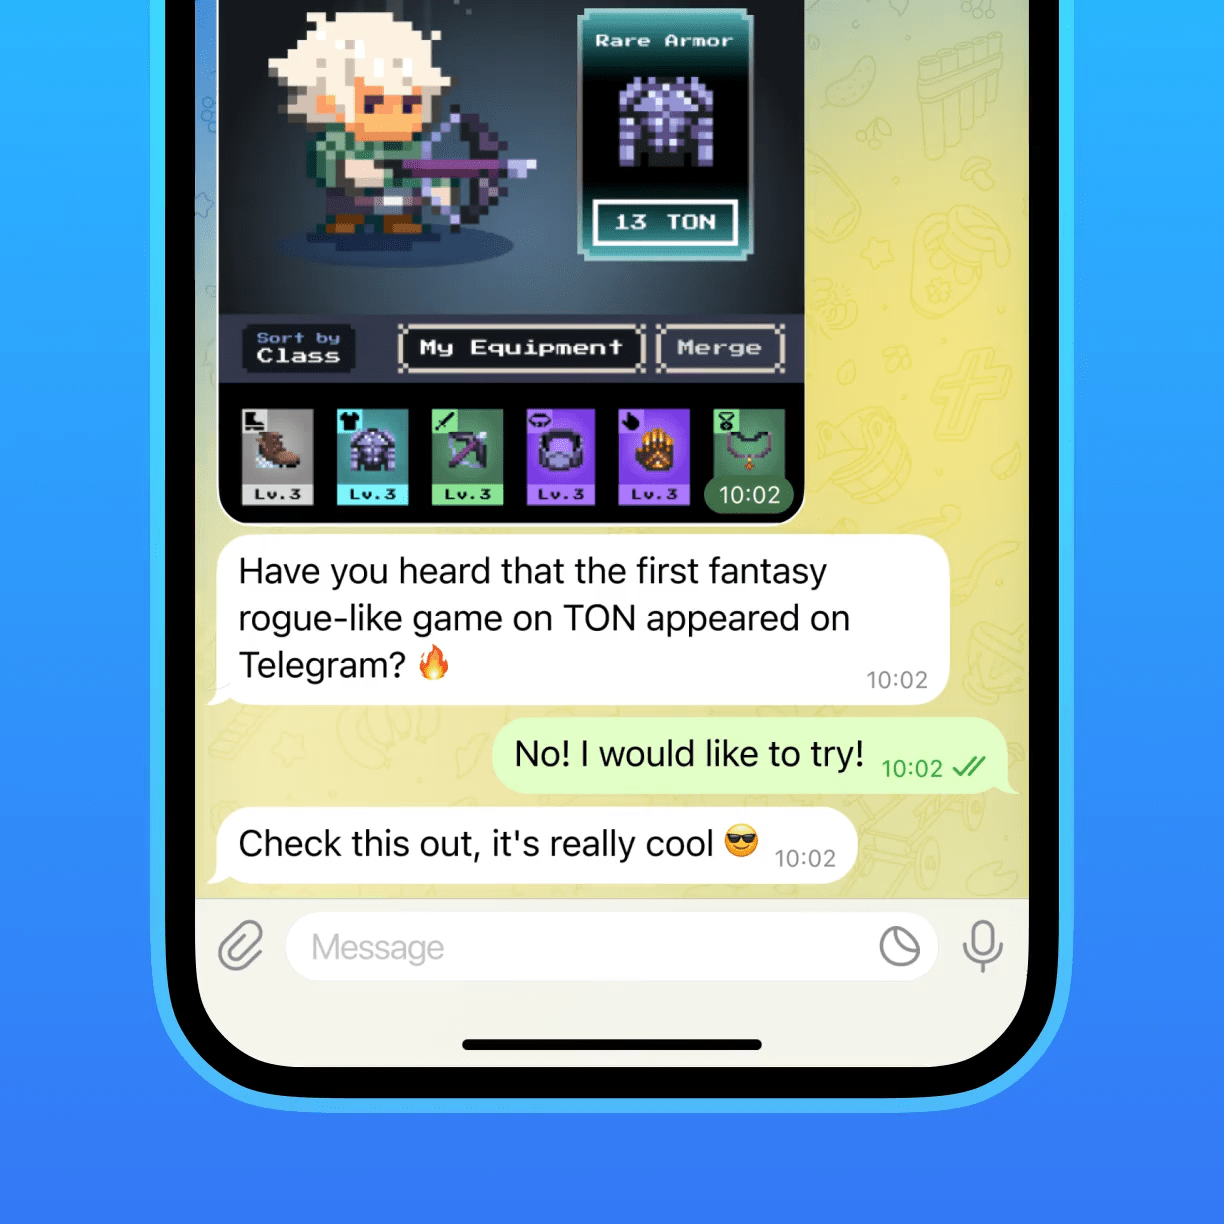 Rare Armor
13 TON
Sort by
Class
My Equipment
Merge
Lv.3
Lv.3
Lv.3
Lv.3
Lv.3
10:02
Have you heard that the first fantasy
rogue-like game on TON appeared on
Telegram? 🔥
10:02
No! I would like to try! 10:02
Check this out, it's really cool 😎 10:02
Message